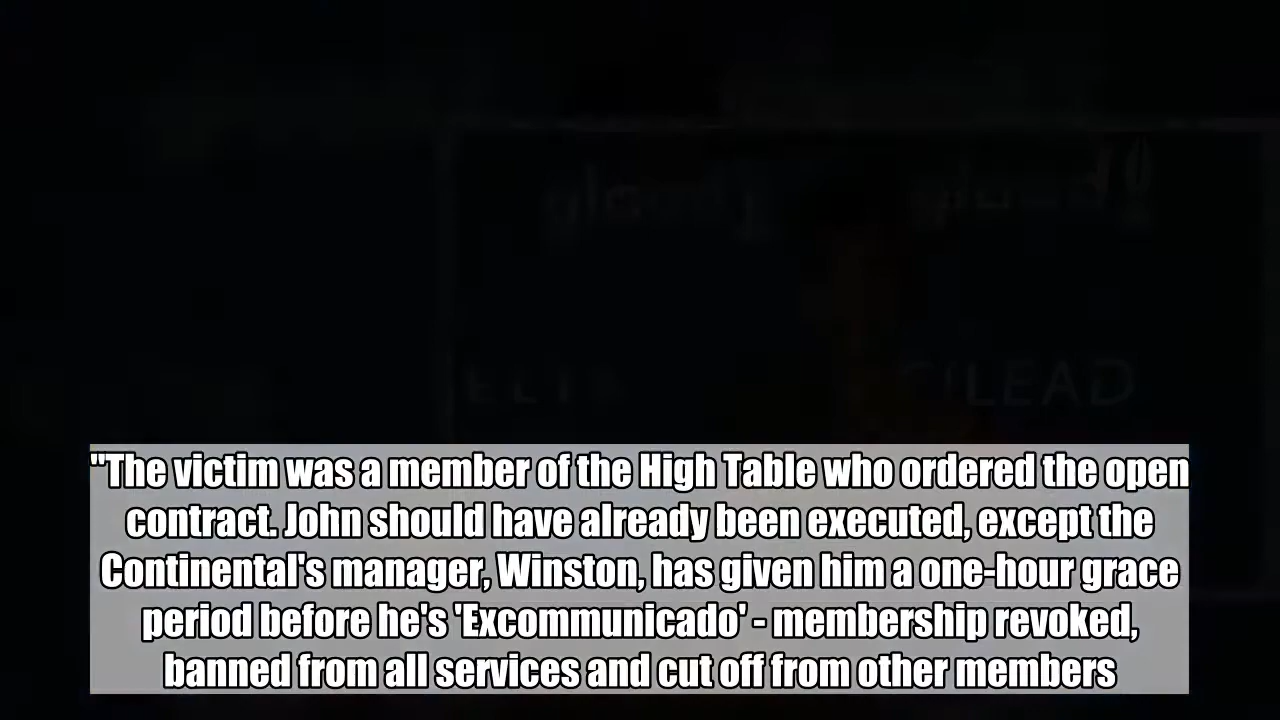 "The victim was a member of the High Table who ordered the open
contract. John should have already been executed, except the
Continental's manager, Winston, has given him a one-hour grace
period before he's 'Excommunicado' - membership revoked,
banned from all services and cut off from other members